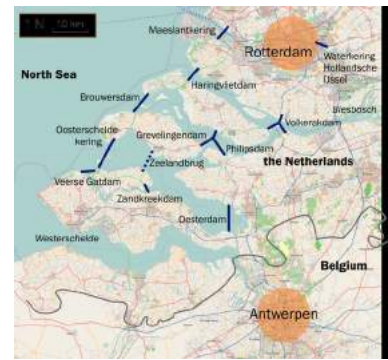 N 10 km
Maeslantkering
Rotterdam
North Sea
Waterkering
Hollandsche
IJssel
Haringvlietdam
Brouwersdam
Biesbosch
Oosterschelde
kering
Grevelingendam
Volkerakdam
Philipsdam
Zeelandbrug
the Netherlands
Veerse Gatdam
Zandkreekdam
Oesterdam
Westerschelde
Belgium
Antwerpen